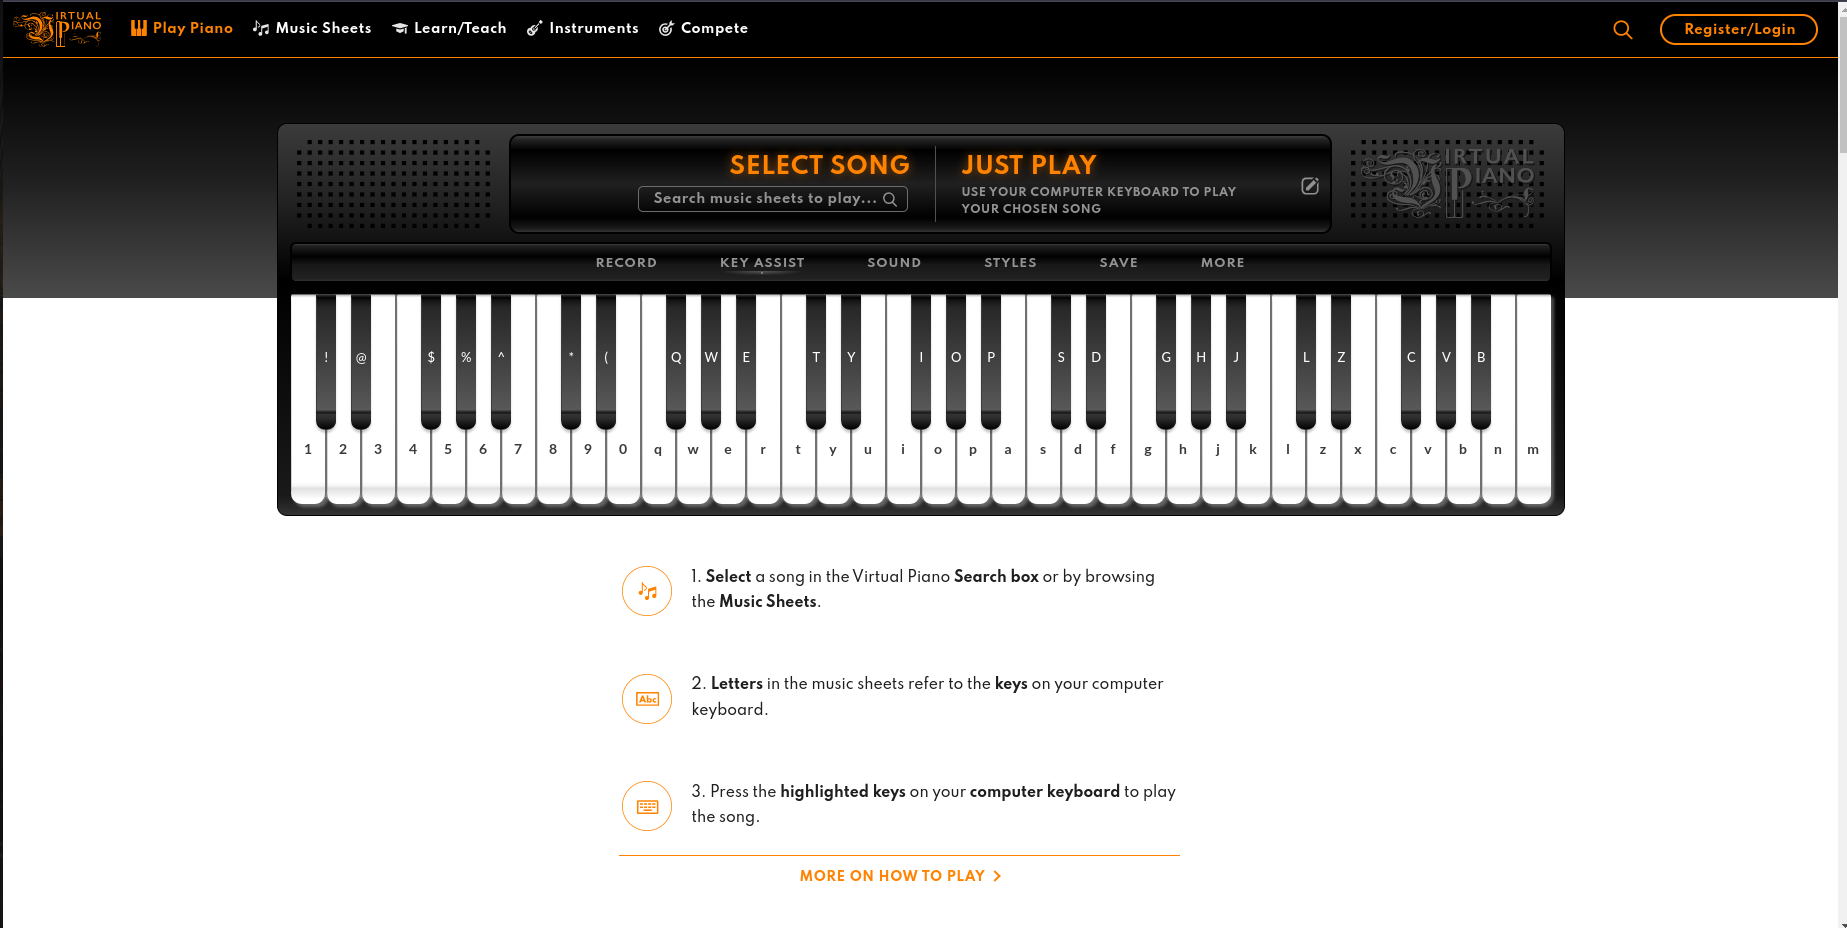 VIRTUAL PIANO
Play Piano
Music Sheets
Learn/Teach
Instruments
Compete
Register/Login
SELECT SONG
Search music sheets to play...
JUST PLAY
USE YOUR COMPUTER KEYBOARD TO PLAY
YOUR CHOSEN SONG
VIRTUAL PIANO
RECORD
KEY ASSIST
SOUND
STYLES
SAVE
MORE
! @ $ % ^ * ( Q W E T Y I O P S D G H J L Z C V B
1 2 3 4 5 6 7 8 9 0 q w e r t y u i o p a s d f g h j k l z x c v b n m
1. Select a song in the Virtual Piano Search box or by browsing
the Music Sheets.
Abc
2. Letters in the music sheets refer to the keys on your computer
keyboard.
3. Press the highlighted keys on your computer keyboard to play
the song.
MORE ON HOW TO PLAY